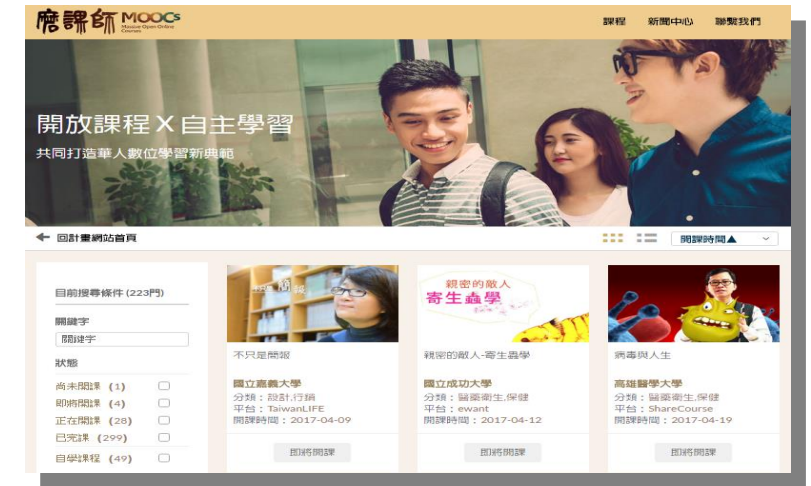 磨課師 MOOCs
Massive Open Online
Courses
課程 新聞中心 聯繫我們
開放課程 X 自主學習
共同打造華人數位學習新典範
回計畫網站首頁
開課時間▲
目前搜尋條件 (223門)
關鍵字
關鍵字
狀態
尚未開課 (1)
即將開課 (4)
正在開課 (28)
已完課 (299)
自學課程 (49)
不只是簡報
不只是簡報
國立嘉義大學
分類：設計.行銷
平台：TaiwanLIFE
開課時間：2017-04-09
即將開課
親密的敵人
寄生蟲學
親密的敵人-寄生蟲學
國立成功大學
分類：醫藥衛生.保健
平台：ewant
開課時間：2017-04-12
即將開課
病毒與人生
高雄醫學大學
分類：醫藥衛生.保健
平台：ShareCourse
開課時間：2017-04-19
即將開課